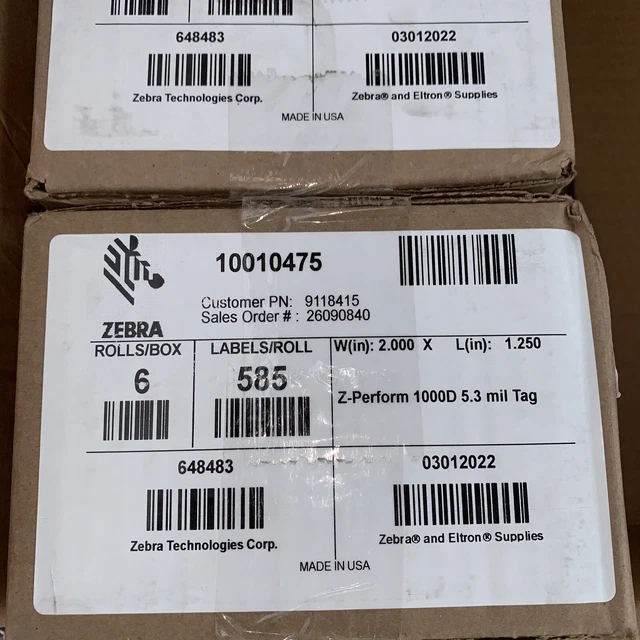 648483
03012022
Zebra Technologies Corp.
Zebra® and Eltron® Supplies
MADE IN USA
10010475
Customer PN: 9118415
Sales Order # : 26090840
ZEBRA
ROLLS/BOX
LABELS/ROLL
W(in): 2.000 X L(in): 1.250
6
585
Z-Perform 1000D 5.3 mil Tag
648483
03012022
Zebra Technologies Corp.
Zebra® and Eltron® Supplies
MADE IN USA